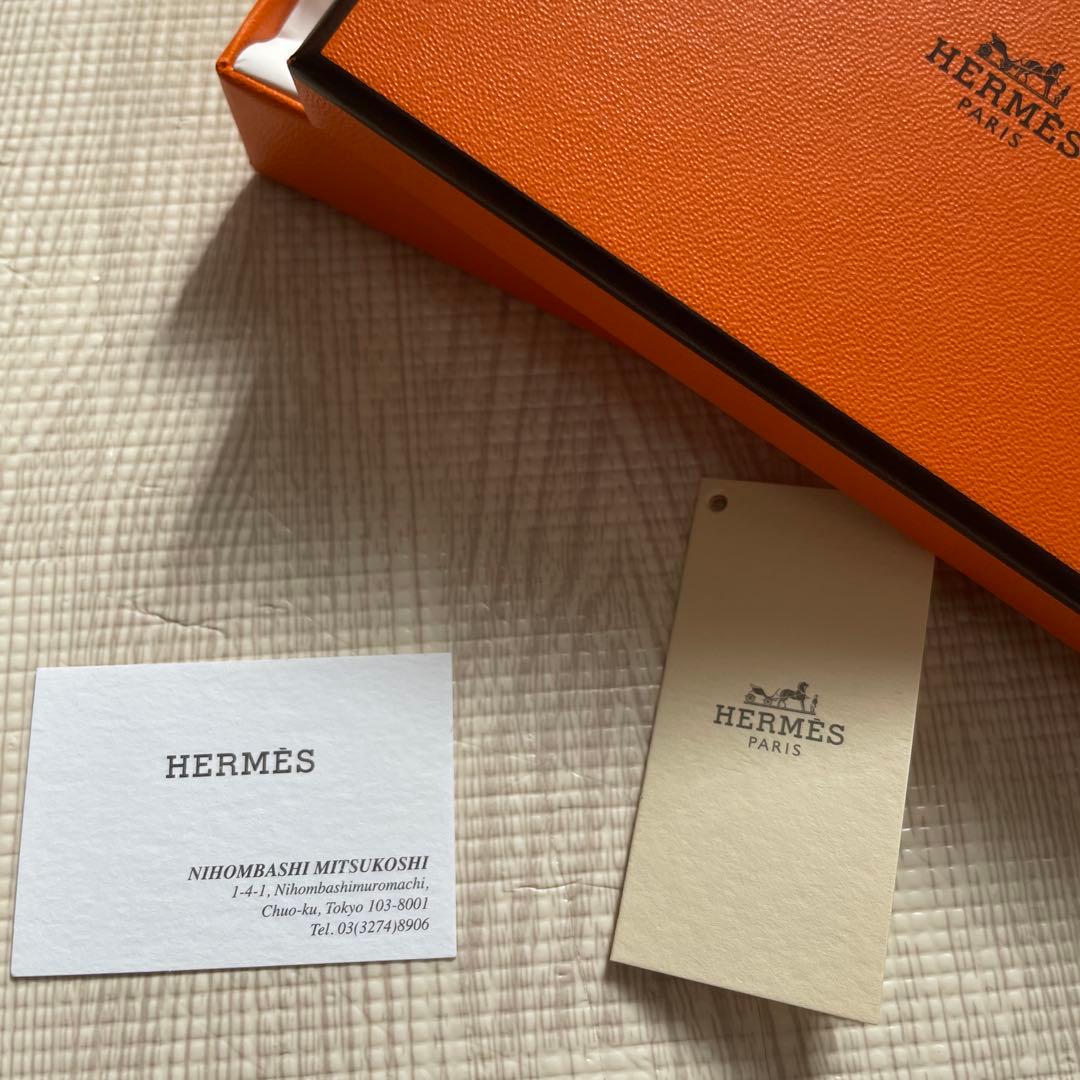 HERMÈS
PARIS
HERMÈS
PARIS
HERMÈS
NIHOMBASHI MITSUKOSHI
1-4-1, Nihombashimuromachi,
Chuo-ku, Tokyo 103-8001
Tel. 03(3274)8906